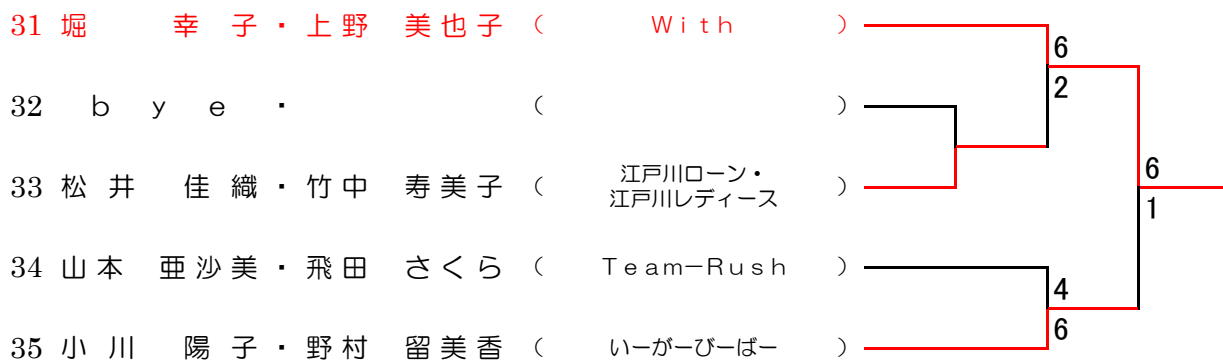 31 堀 幸 子 ・ 上野 美也子 ( With )
6
2
32 b y e ・ ( )
33 松 井 佳 織 ・ 竹中 寿美子 ( 江戸川ローン・
江戸川レディース )
6
1
34 山本 亜沙美 ・ 飛田 さくら ( Team−Rush )
4
6
35 小 川 陽 子 ・ 野村 留美香 ( いーがーびーばー )